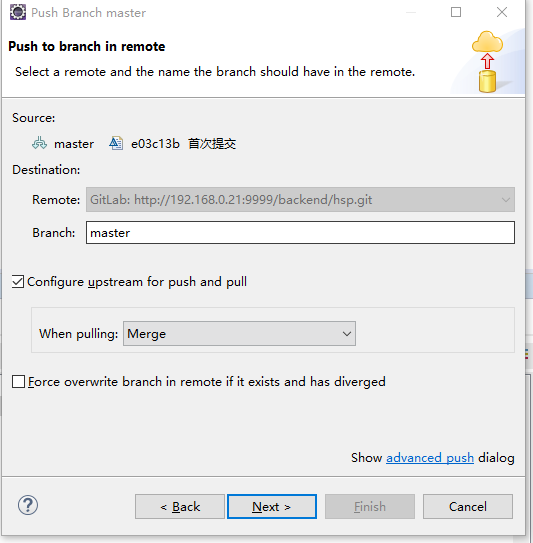 Push Branch master
Push to branch in remote
Select a remote and the name the branch should have in the remote.
Source:
master e03c13b 首次提交
Destination:
Remote: GitLab: http://192.168.0.21:9999/backend/hsp.git
Branch: master
Configure upstream for push and pull
When pulling: Merge
Force overwrite branch in remote if it exists and has diverged
Show advanced push dialog
? < Back Next > Finish Cancel